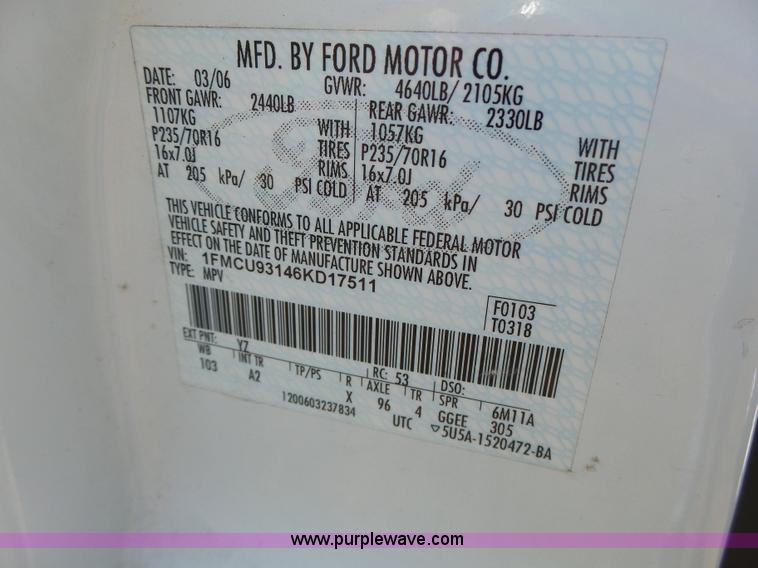 MFD. BY FORD MOTOR CO.
DATE: 03/06 GVWR: 4640LB/ 2105KG
FRONT GAWR: 2440LB REAR GAWR: 2330LB
1107KG WITH 1057KG WITH
P235/70R16 TIRES P235/70R16 TIRES
16x7.0J RIMS 16x7.0J RIMS
AT 205 kPa/ 30 PSI COLD AT 205 kPa/ 30 PSI COLD
THIS VEHICLE CONFORMS TO ALL APPLICABLE FEDERAL MOTOR
VEHICLE SAFETY AND THEFT PREVENTION STANDARDS IN
EFFECT ON THE DATE OF MANUFACTURE SHOWN ABOVE.
VIN: 1FMCU93146KD17511
TYPE: MPV
F0103
T0318
EXT PNT: YZ RC: 53 DSO:
WB INT TR TP/PS R AXLE TR SPR 6M11A
103 A2 X 96 4 GGEE 305
1200603237834 UTC ▽5U5A-1520472-BA
Ford
www.purplewave.com